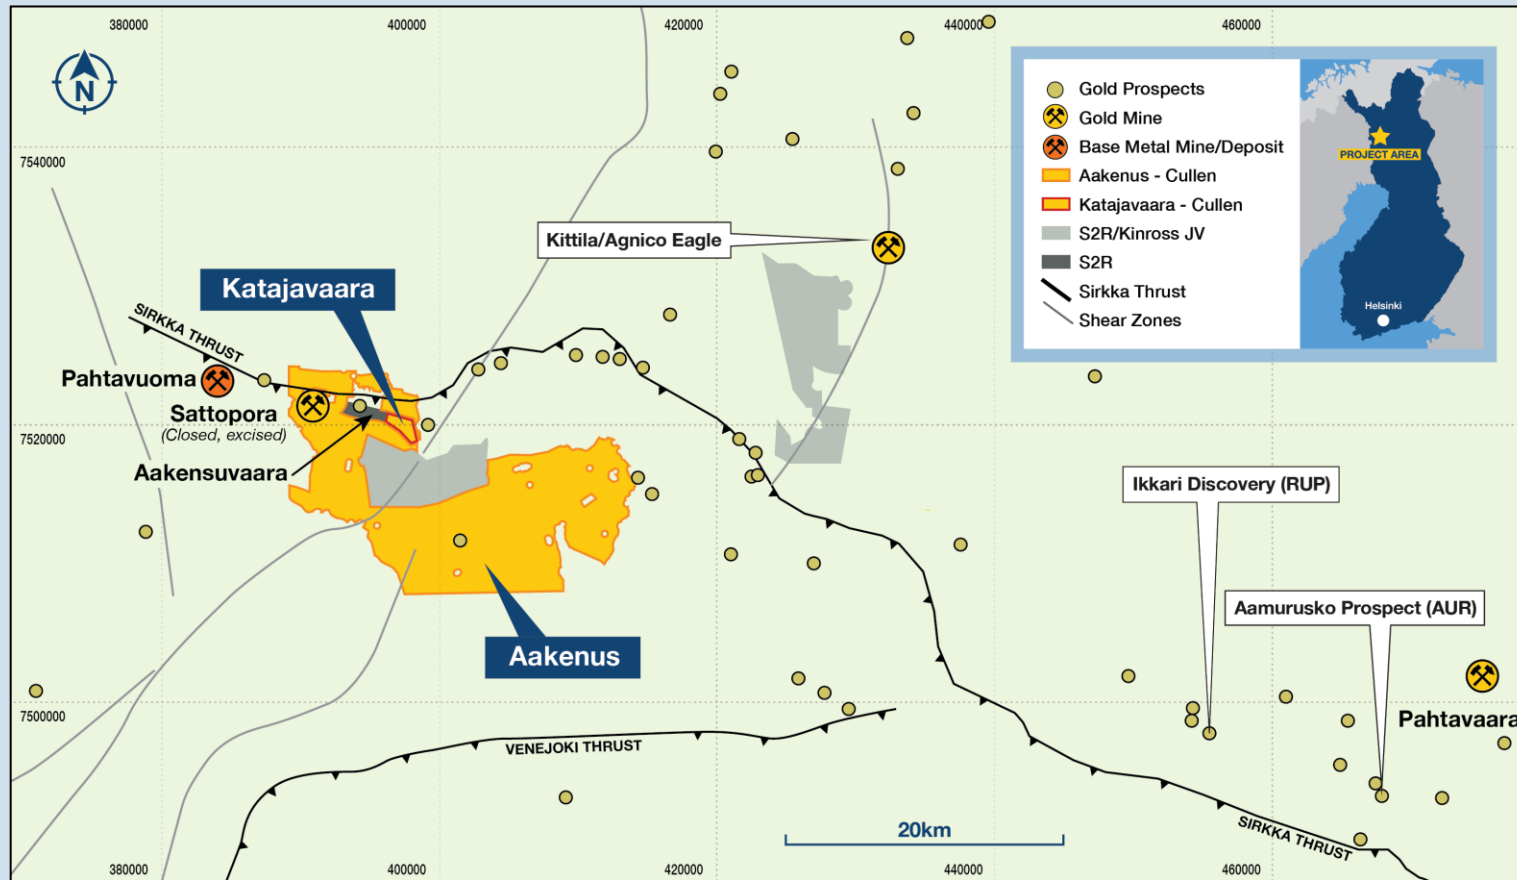 380000
400000
420000
440000
460000
N
7540000
7520000
7500000
Gold Prospects
Gold Mine
Base Metal Mine/Deposit
Aakenus - Cullen
Katajavaara - Cullen
S2R/Kinross JV
S2R
Sirkka Thrust
Shear Zones
PROJECT AREA
Helsinki
Kittila/Agnico Eagle
Katajavaara
SIRKKA THRUST
Pahtavuoma
Sattopora
(Closed, excised)
Aakensuvaara
Ikkari Discovery (RUP)
Aamurusko Prospect (AUR)
Aakenus
Pahtavaara
VENEJOKI THRUST
20km
SIRKKA THRUST
380000
400000
420000
440000
460000